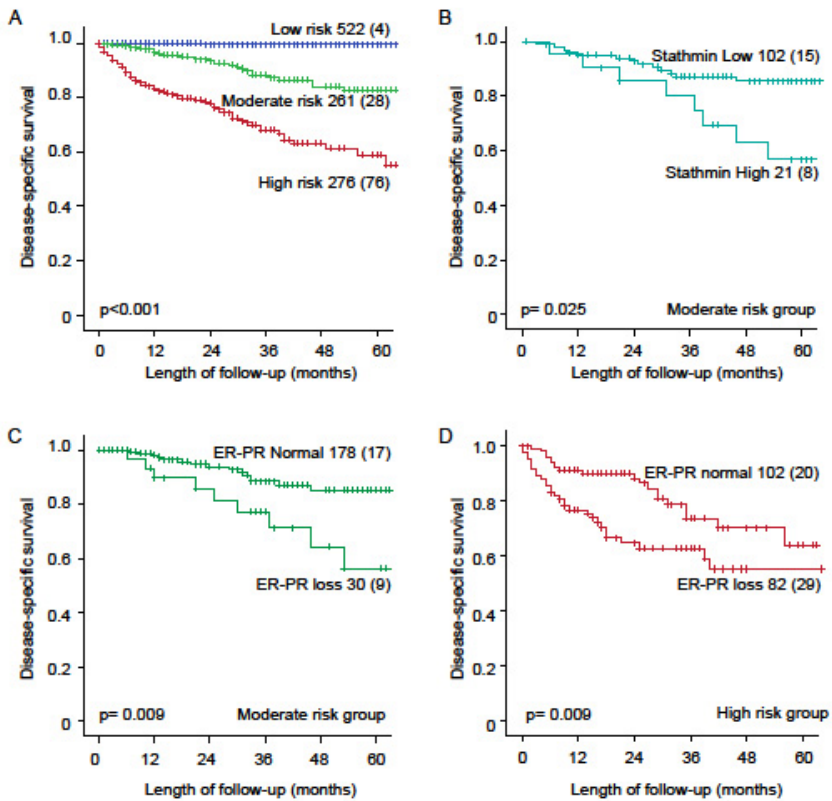 A
Low risk 522 (4)
Moderate risk 261 (28)
High risk 276 (76)
Disease-specific survival
1.0
0.8
0.6
0.4
0.2
0
p<0.001
0 12 24 36 48 60
Length of follow-up (months)
B
Stathmin Low 102 (15)
Stathmin High 21 (8)
Disease-specific survival
1.0
0.8
0.6
0.8
0.2
0
p= 0.025
Moderate risk group
0 12 24 36 48 60
Length of follow-up (months)
C
ER-PR Normal 178 (17)
ER-PR loss 30 (9)
Disease-specific survival
1.0
0.8
0.6
0.8
0.2
0
p= 0.009
Moderate risk group
0 12 24 36 48 60
Length of follow-up (months)
D
ER-PR normal 102 (20)
ER-PR loss 82 (29)
Disease-specific survival
1.0
0.8
0.6
0.8
0.2
0
p= 0.009
High risk group
0 12 24 36 48 60
Length of follow-up (months)